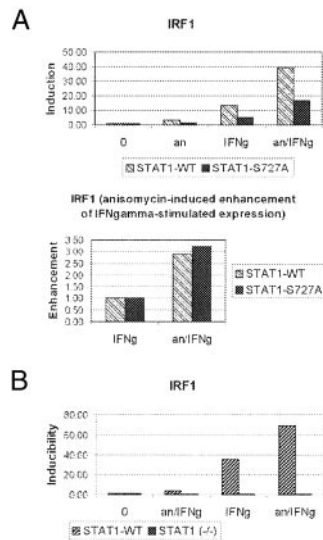 A
IRF1
Induction
50.00
40.00
30.00
20.00
10.00
0.00
0 an IFNg an/IFNg
STAT1-WT STAT1-S727A
IRF1 (anisomycin-induced enhancement
of IFNgamma-stimulated expression)
Enhancement
3.50
3.00
2.50
2.00
1.50
1.00
0.50
0.00
IFNg an/IFNg
STAT1-WT
STAT1-S727A
B
IRF1
Inducibility
80.00
60.00
40.00
20.00
0.00
0 an/IFNg IFNg an/IFNg
STAT1-WT STAT1 (-/-)